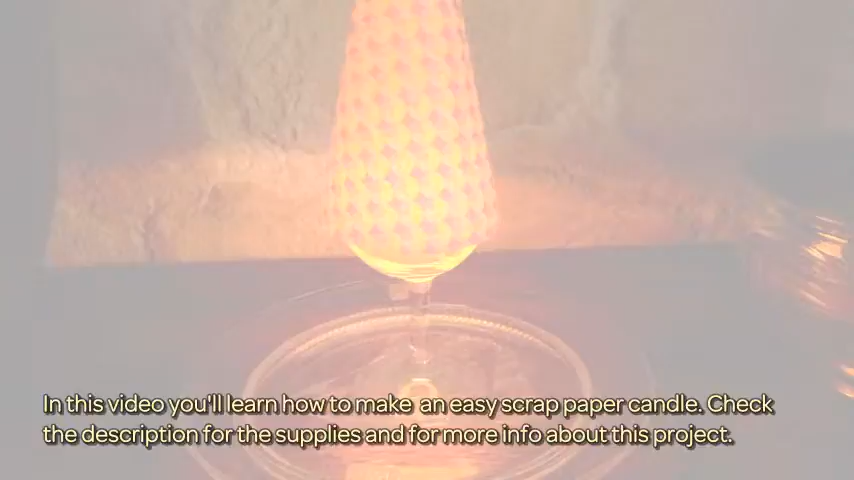 In this video you'll learn how to make an easy scrap paper candle. Check
the description for the supplies and for more info about this project.